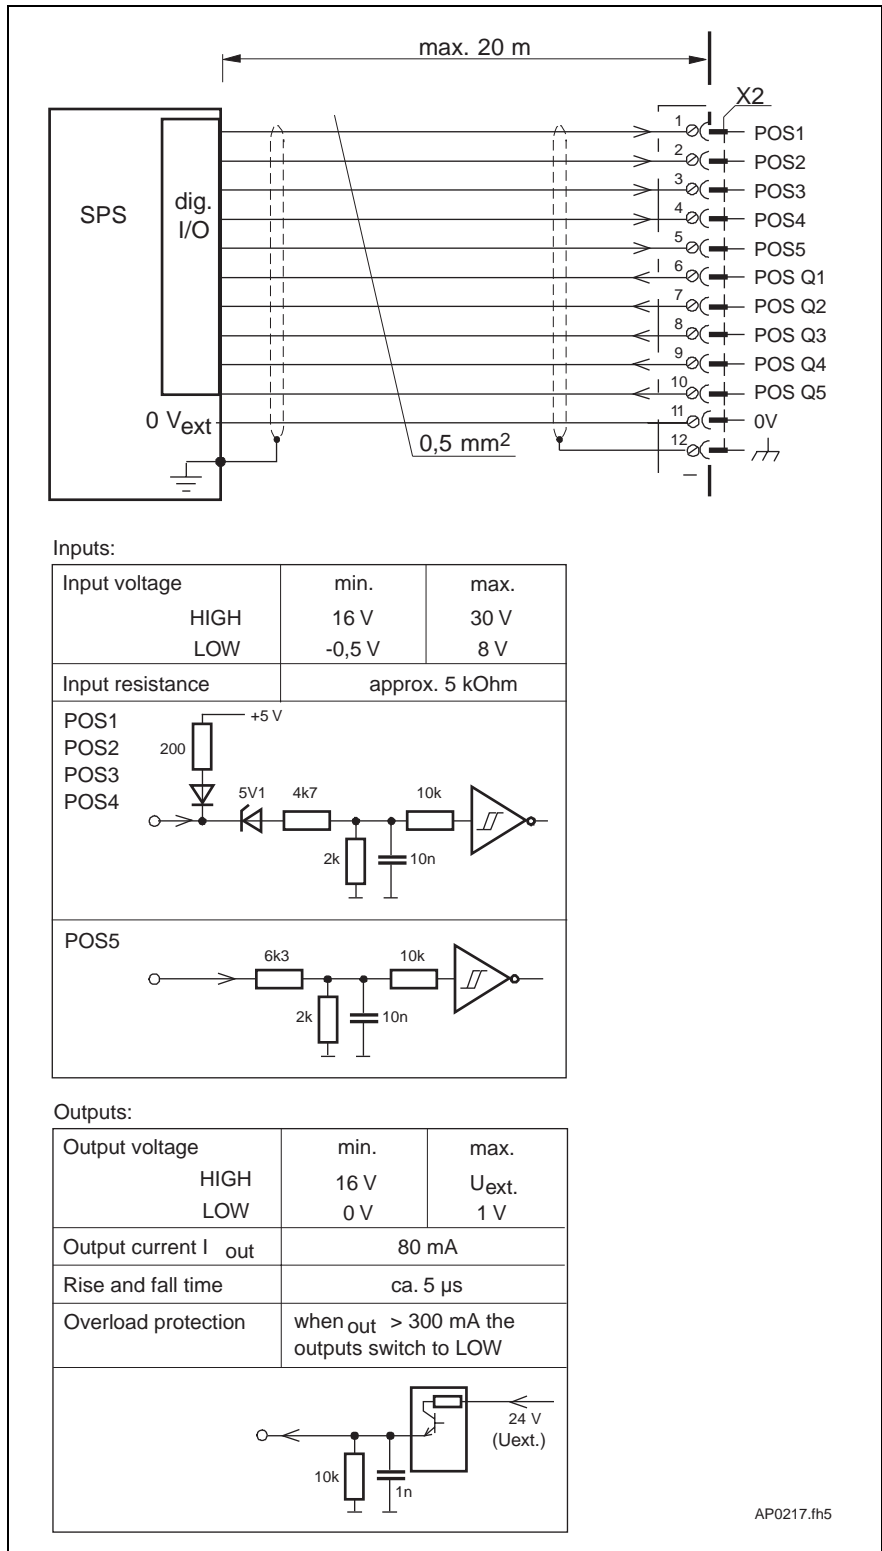 max. 20 m
X2
SPS
dig.
I/O
1 POS1
2 POS2
3 POS3
4 POS4
5 POS5
6 POS Q1
7 POS Q2
8 POS Q3
9 POS Q4
10 POS Q5
0 Vext 11 0V
12
0,5 mm2
Inputs:
Input voltage min. max.
HIGH 16 V 30 V
LOW -0,5 V 8 V
Input resistance approx. 5 kOhm
POS1
POS2
POS3
POS4
+5 V
200
5V1 4k7 10k
2k 10n
POS5
6k3 10k
2k 10n
Outputs:
Output voltage min. max.
HIGH 16 V Uext.
LOW 0 V 1 V
Output current I out 80 mA
Rise and fall time ca. 5 µs
Overload protection when out > 300 mA the
outputs switch to LOW
24 V
(Uext.)
10k 1n
AP0217.fh5